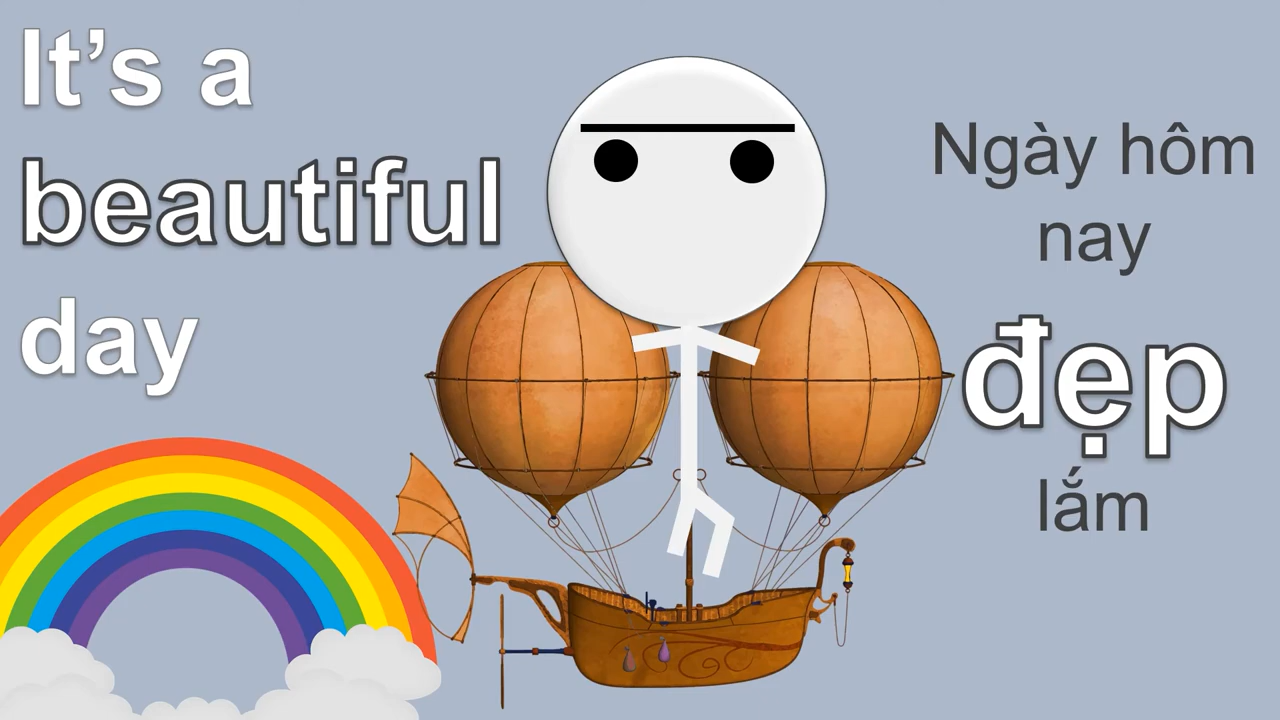 It’s a
beautiful
day
Ngày hôm
nay
đẹp
lắm